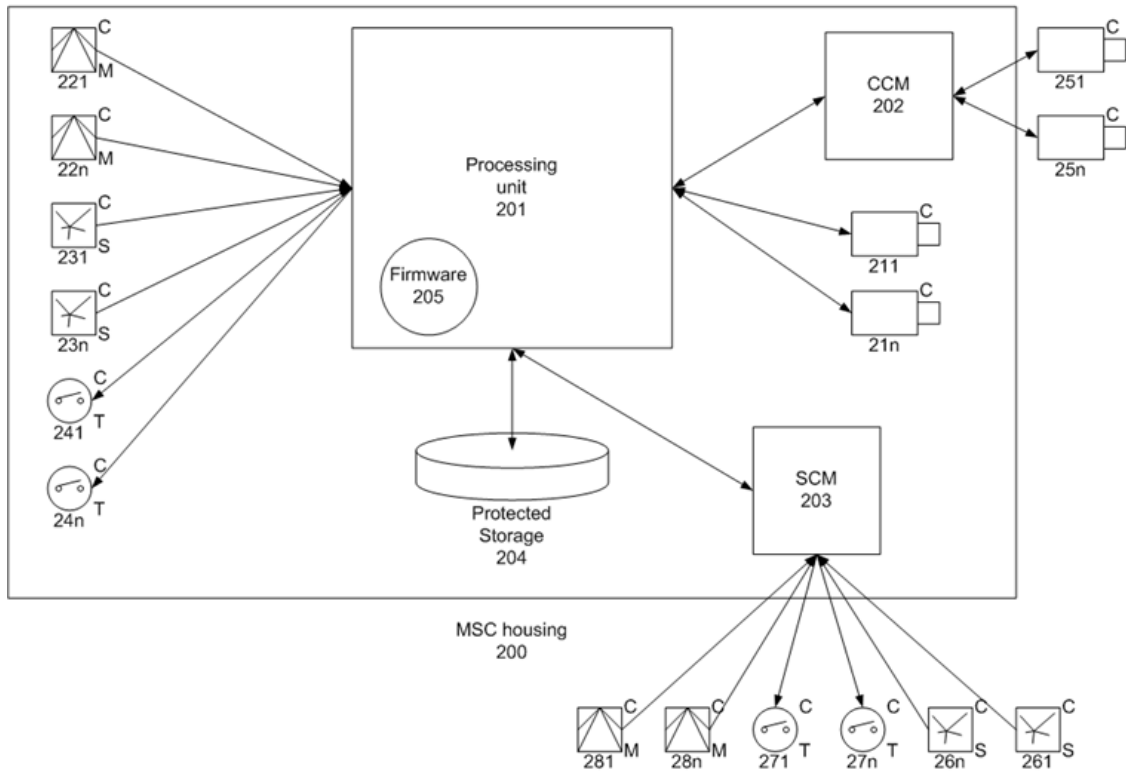 C
M
221
C
M
22n
C
S
231
C
S
23n
C
T
241
C
T
24n
Processing
unit
201
Firmware
205
Protected
Storage
204
CCM
202
C
251
C
25n
C
211
C
21n
SCM
203
MSC housing
200
C
M
281
C
M
28n
C
T
271
C
T
27n
C
S
26n
C
S
261